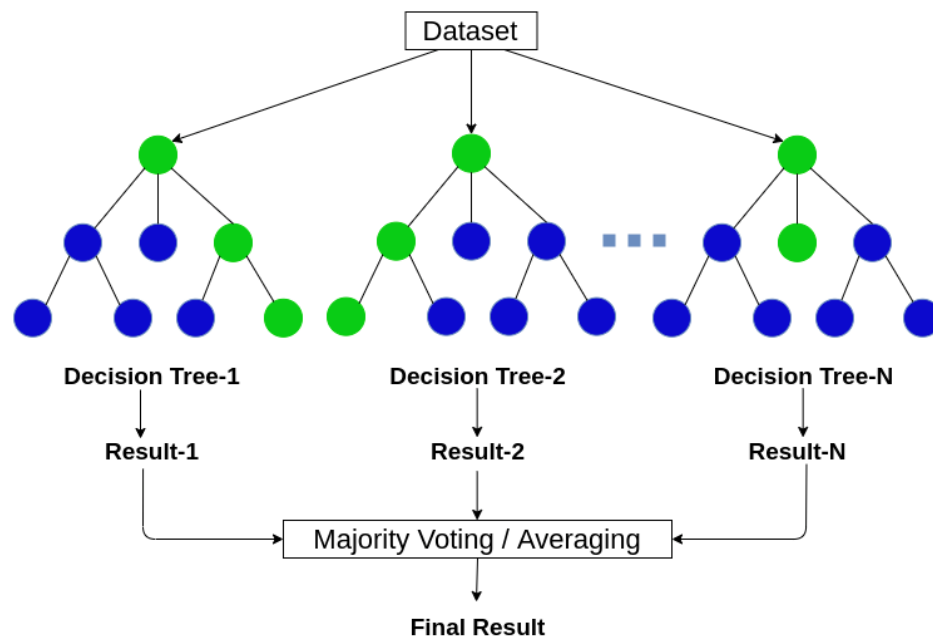 Dataset
Decision Tree-1
Decision Tree-2
Decision Tree-N
Result-1
Result-2
Result-N
Majority Voting / Averaging
Final Result